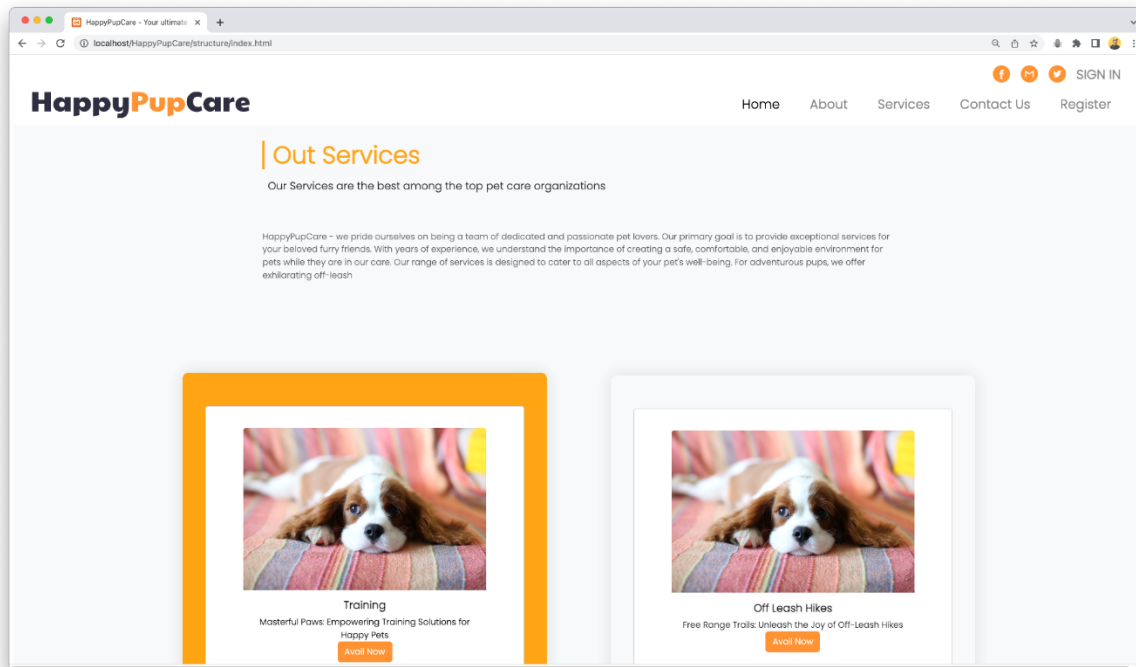 HappyPupCare - Your ultimate
localhost/HappyPupCare/structure/index.html
SIGN IN
HappyPupCare
Home About Services Contact Us Register
Out Services
Our Services are the best among the top pet care organizations
HappyPupCare - we pride ourselves on being a team of dedicated and passionate pet lovers. Our primary goal is to provide exceptional services for
your beloved furry friends. With years of experience, we understand the importance of creating a safe, comfortable, and enjoyable environment for
pets while they are in our care. Our range of services is designed to cater to all aspects of your pet's well-being. For adventurous pups, we offer
exhilarating off-leash
Training
Masterful Paws: Empowering Training Solutions for
Happy Pets
Avail Now
Off Leash Hikes
Free Range Trails: Unleash the Joy of Off-Leash Hikes
Avail Now